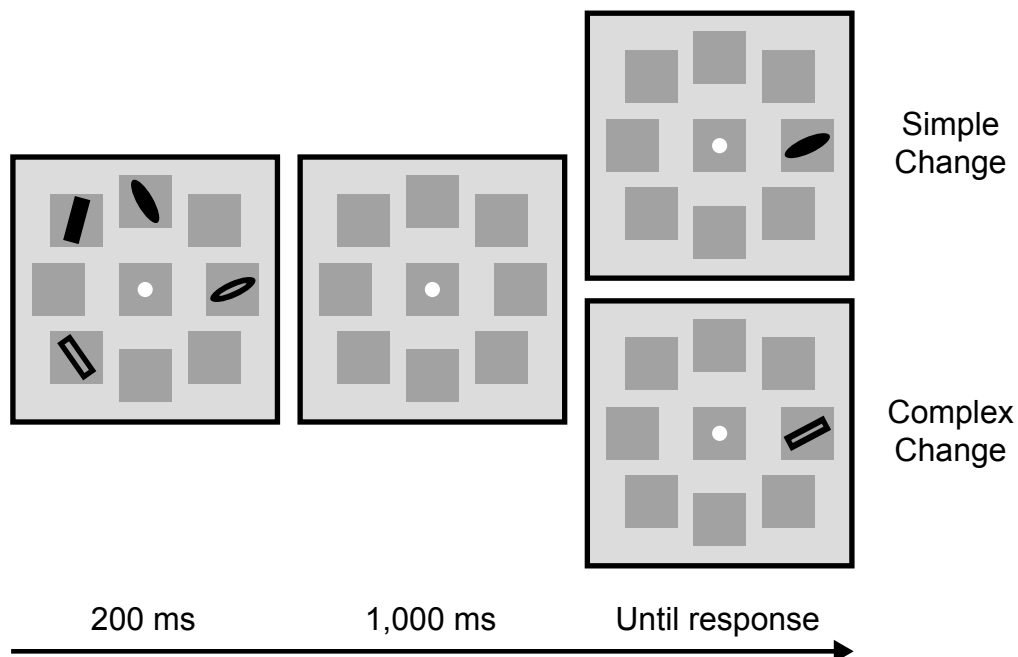 Simple
Change
Complex
Change
200 ms
1,000 ms
Until response